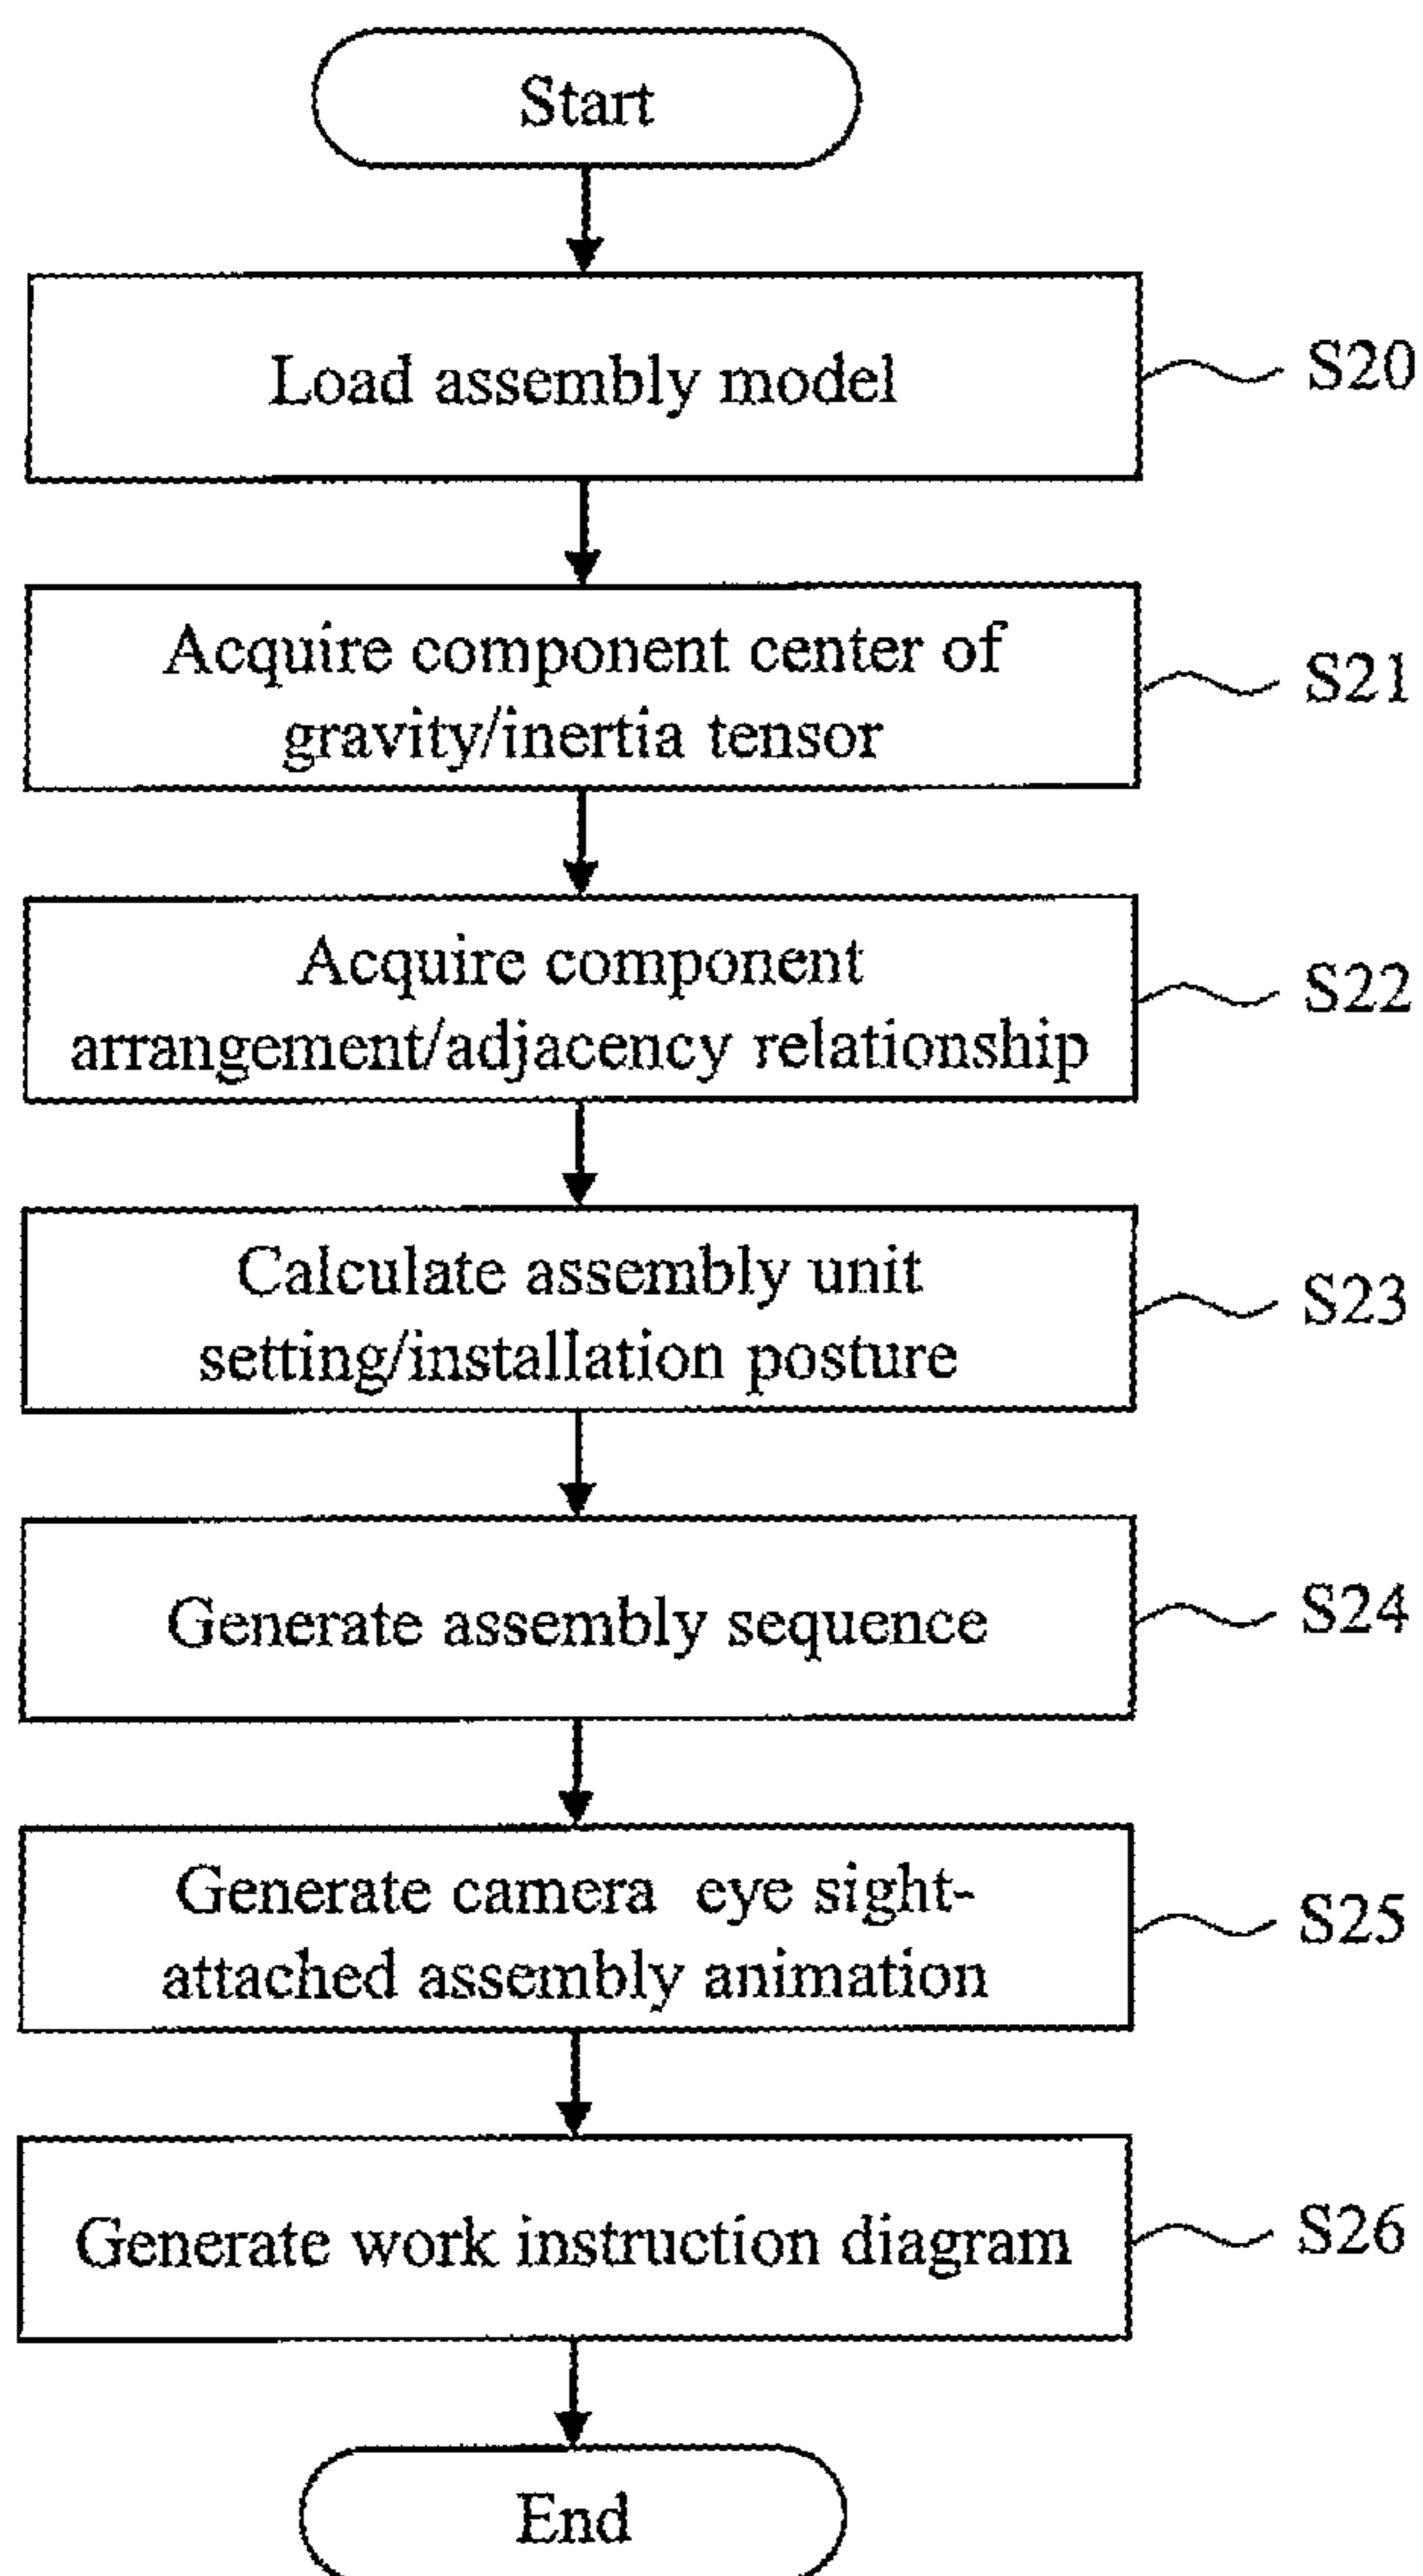 Start
Load assembly model
S20
Acquire component center of
gravity/inertia tensor
S21
Acquire component
arrangement/adjacency relationship
S22
Calculate assembly unit
setting/installation posture
S23
Generate assembly sequence
S24
Generate camera eye sight-
attached assembly animation
S25
Generate work instruction diagram
S26
End